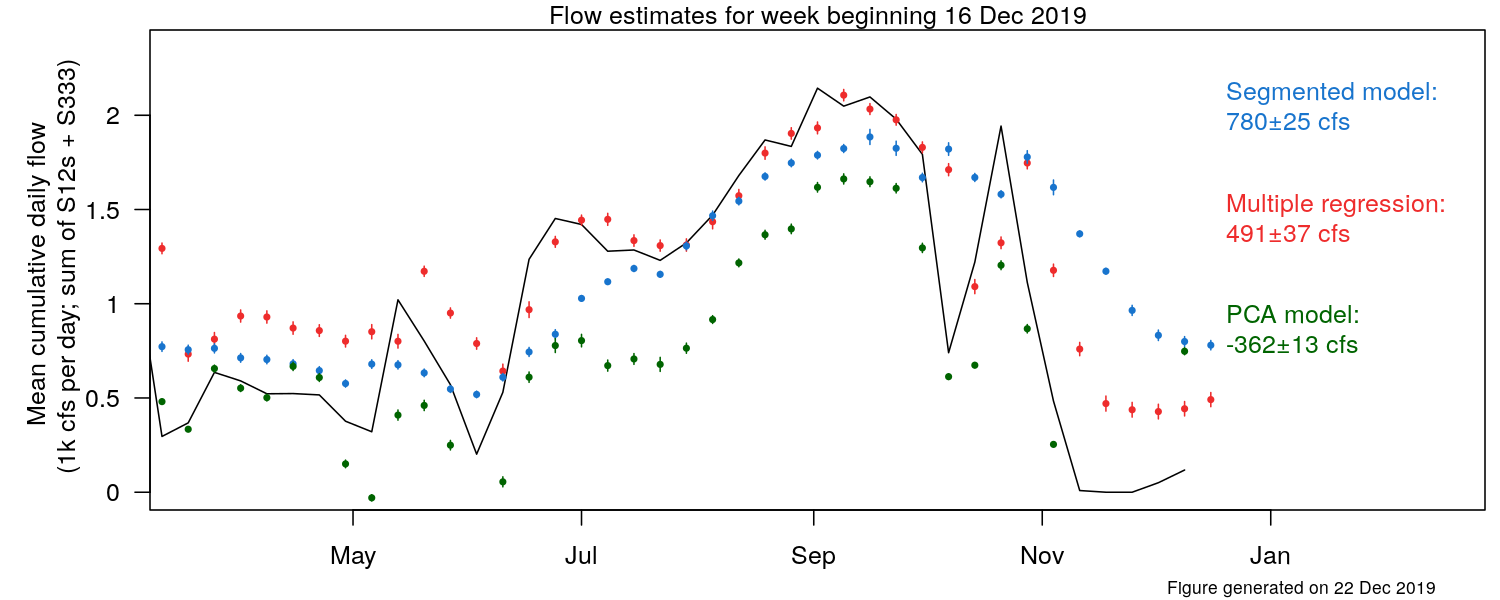 Flow estimates for week beginning 16 Dec 2019
Mean cumulative daily flow
(1k cfs per day; sum of S12s + S333)
2
1.5
1
0.5
0
Segmented model:
780±25 cfs
Multiple regression:
491±37 cfs
PCA model:
-362±13 cfs
May Jul Sep Nov Jan
Figure generated on 22 Dec 2019